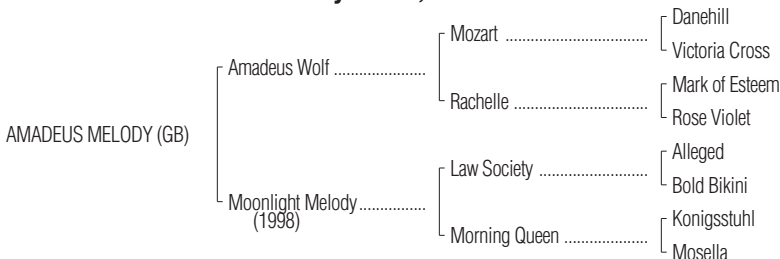 Danehill
Mozart ....................................
Victoria Cross
Amadeus Wolf .......................
Mark of Esteem
Rachelle ..................................
Rose Violet
AMADEUS MELODY (GB)
Alleged
Law Society ...........................
Bold Bikini
Moonlight Melody.................
(1998)
Konigsstuhl
Morning Queen .....................
Mosella